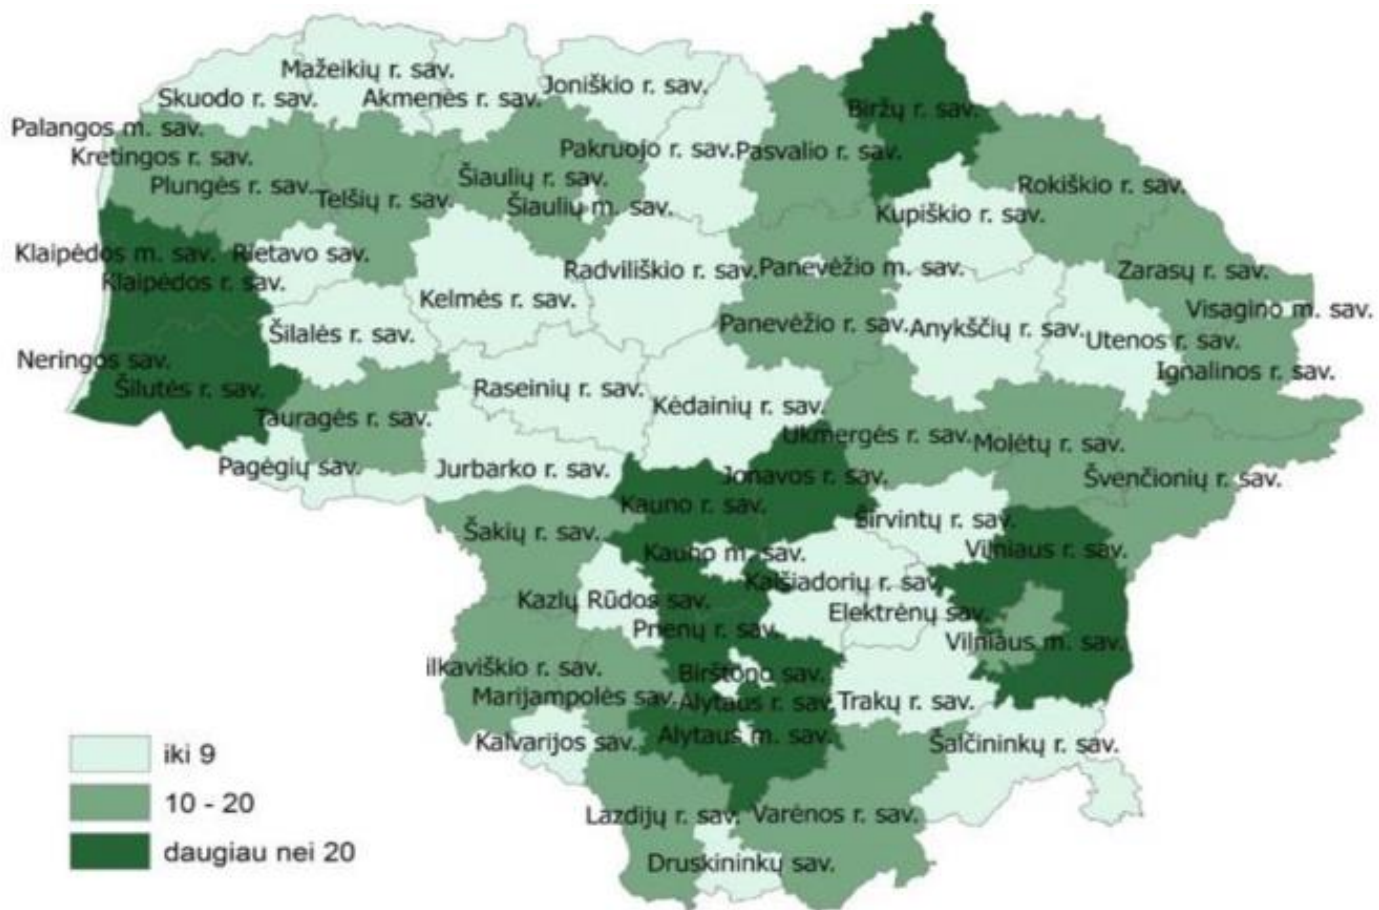 Mažeikių r. sav.
Skuodo r. sav.
Akmenės r. sav.
Joniškio r. sav.
Palangos m. sav.
Kretingos r. sav.
Plungės r. sav.
Telšių r. sav.
Šiaulių r. sav.
Šiaulių m. sav.
Pakruojo r. sav.
Pasvalio r. sav.
Biržų r. sav.
Rokiškio r. sav.
Kupiškio r. sav.
Klaipėdos m. sav.
Rietavo sav.
Klaipėdos r. sav.
Kelmės r. sav.
Radviliškio r. sav.
Panevėžio m. sav.
Zarasų r. sav.
Visagino m. sav.
Šilalės r. sav.
Panevėžio r. sav.
Anykščių r. sav.
Utenos r. sav.
Ignalinos r. sav.
Neringos sav.
Šilutės r. sav.
Raseinių r. sav.
Kėdainių r. sav.
Tauragės r. sav.
Ukmergės r. sav.
Molėtų r. sav.
Pagėgių sav.
Jurbarko r. sav.
Jonavos r. sav.
Švenčionių r. sav.
Kauno r. sav.
Šakių r. sav.
Širvintų r. sav.
Kauno m. sav.
Vilniaus r. sav.
Kaišiadorių r. sav.
Kazlų Rūdos sav.
Elektrėnų sav.
Prienų r. sav.
Vilniaus m. sav.
ilkaviškio r. sav.
Birštono sav.
Marijampolės sav.
Alytaus r. sav.
Trakų r. sav.
Kalvarijos sav.
Alytaus m. sav.
Šalčininkų r. sav.
Lazdijų r. sav.
Varėnos r. sav.
Druskininkų sav.
iki 9
10 - 20
daugiau nei 20